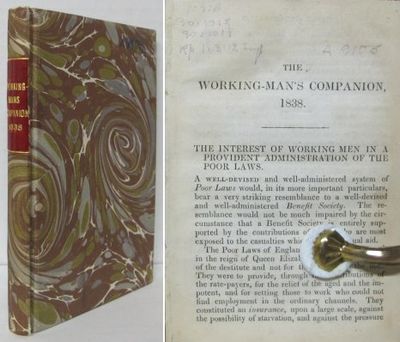 WORKING-
MAN'S
COMPANION
1838
THE
WORKING-MAN'S COMPANION,
1838.
THE INTEREST OF WORKING MEN IN A
PROVIDENT ADMINISTRATION OF THE
POOR LAWS.
A WELL-DEVISED and well-administered system of
Poor Laws would, in its more important particulars,
bear a very striking resemblance to a well-devised
and well-administered Benefit Society. The re-
semblance would not be much impaired by the cir-
cumstance that a Benefit Society is entirely sup-
ported by the contributions of who are most
exposed to the casualties which aid.
The Poor Laws of England
in the reign of Queen Eliza
of the destitute and not for
They were to provide, through
the rate-payers, for the relief of the aged and the im-
potent, and for setting those to work who could not
find employment in the ordinary channels. They
constituted an insurance, upon a large scale, against
the possibility of starvation, and against the pressure